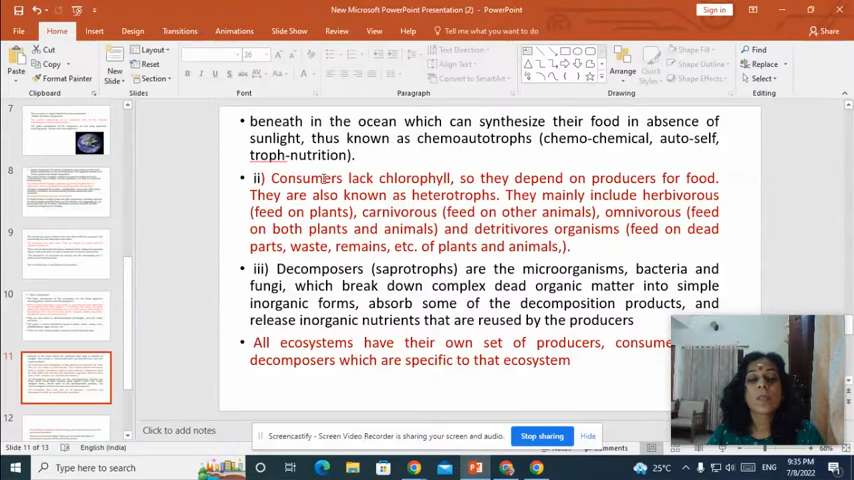 New Microsoft PowerPoint Presentation (2) - PowerPoint
Sign in
File Home Insert Design Transitions Animations Slide Show Review View Help Tell me what you want to do Share
Paste
Cut
Copy
Format Painter
Clipboard
New Slide
Layout
Reset
Section
Slides
36
Font
Paragraph
Text Direction
Align Text
Convert to SmartArt
Arrange
Quick Styles
Shape Fill
Shape Outline
Shape Effects
Drawing
Find
Replace
Select
Editing
7
8
9
10
11
12
• beneath in the ocean which can synthesize their food in absence of
sunlight, thus known as chemoautotrophs (chemo-chemical, auto-self,
troph-nutrition).
• ii) Consumers lack chlorophyll, so they depend on producers for food.
They are also known as heterotrophs. They mainly include herbivorous
(feed on plants), carnivorous (feed on other animals), omnivorous (feed
on both plants and animals) and detritivores organisms (feed on dead
parts, waste, remains, etc. of plants and animals,).
• iii) Decomposers (saprotrophs) are the microorganisms, bacteria and
fungi, which break down complex dead organic matter into simple
inorganic forms, absorb some of the decomposition products, and
release inorganic nutrients that are reused by the producers
• All ecosystems have their own set of producers, consume
decomposers which are specific to that ecosystem
Click to add notes
Screencastify - Screen Video Recorder is sharing your screen and audio.
Stop sharing
Hide
Slide 11 of 13
English (India)
Comments
68%
Type here to search
25°C
ENG
9:35 PM
7/8/2022